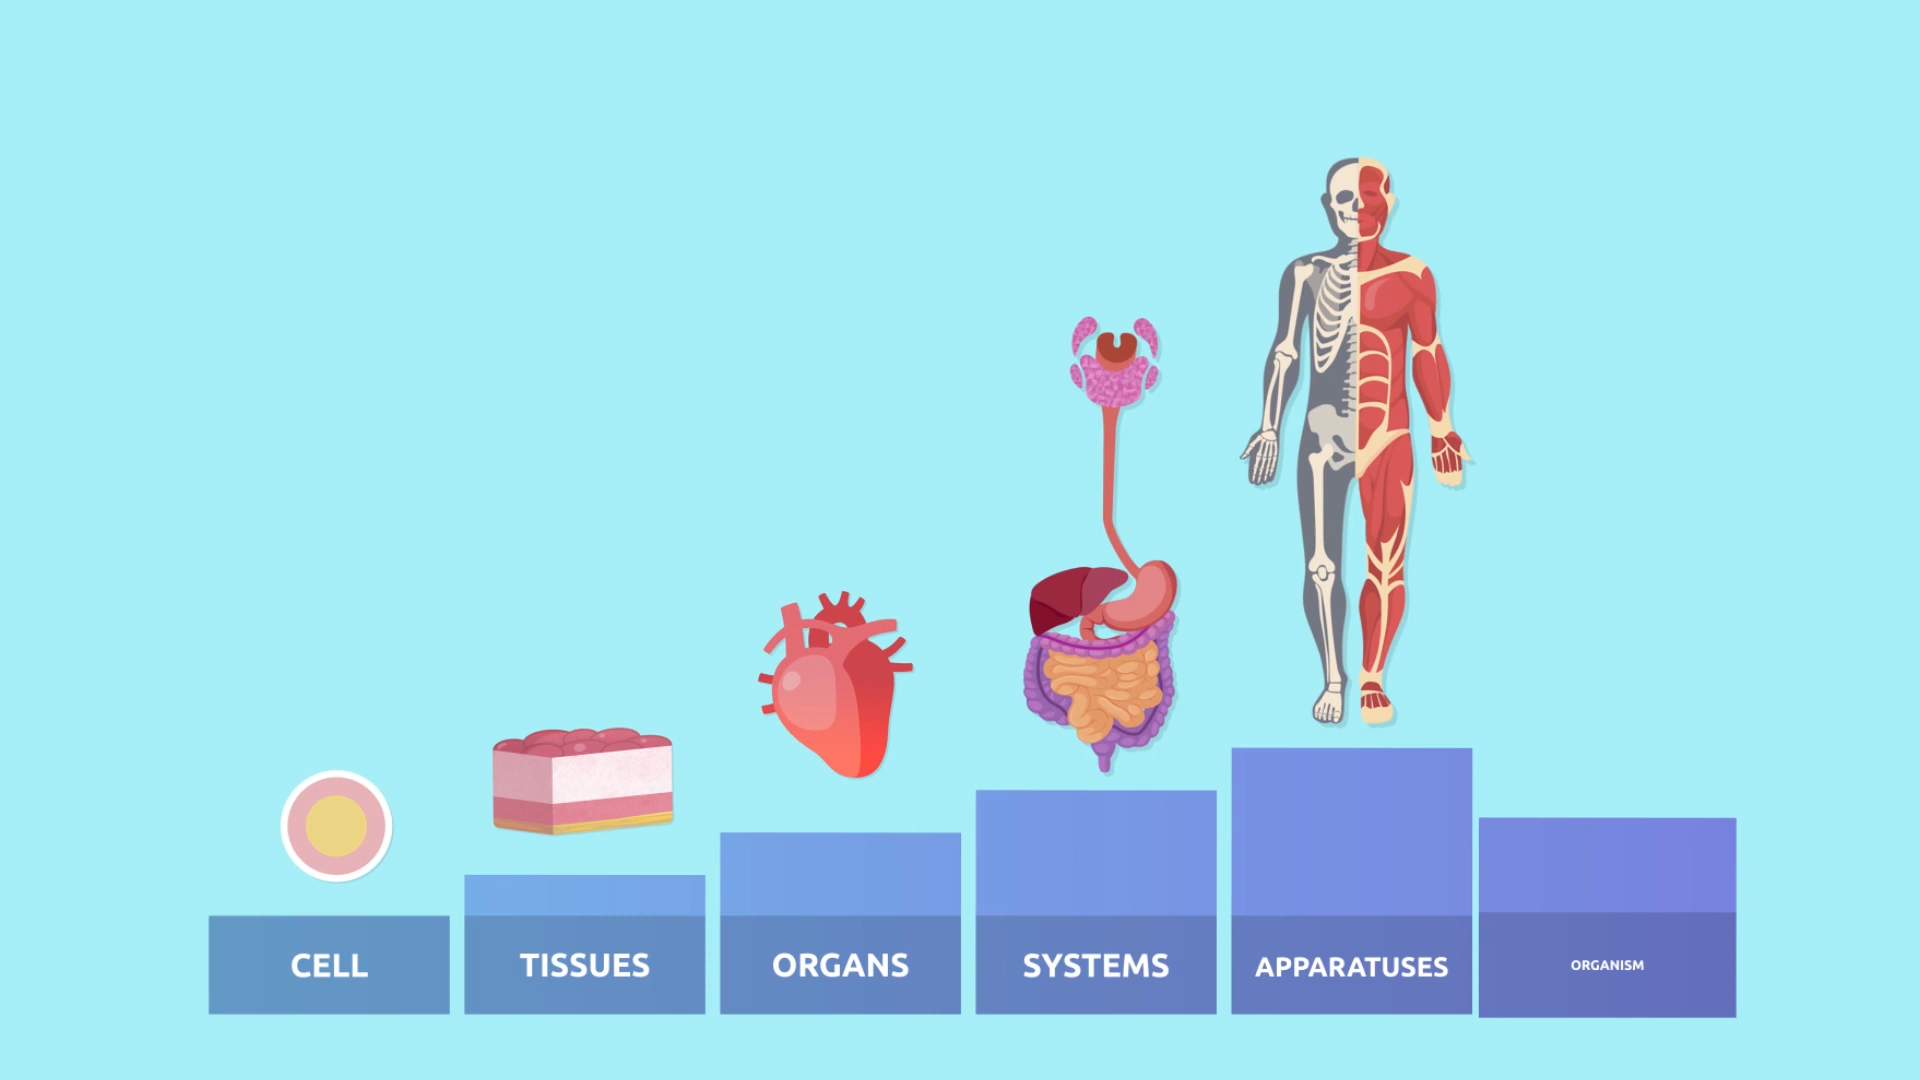 CELL
TISSUES
ORGANS
SYSTEMS
APPARATUSES
ORGANISM